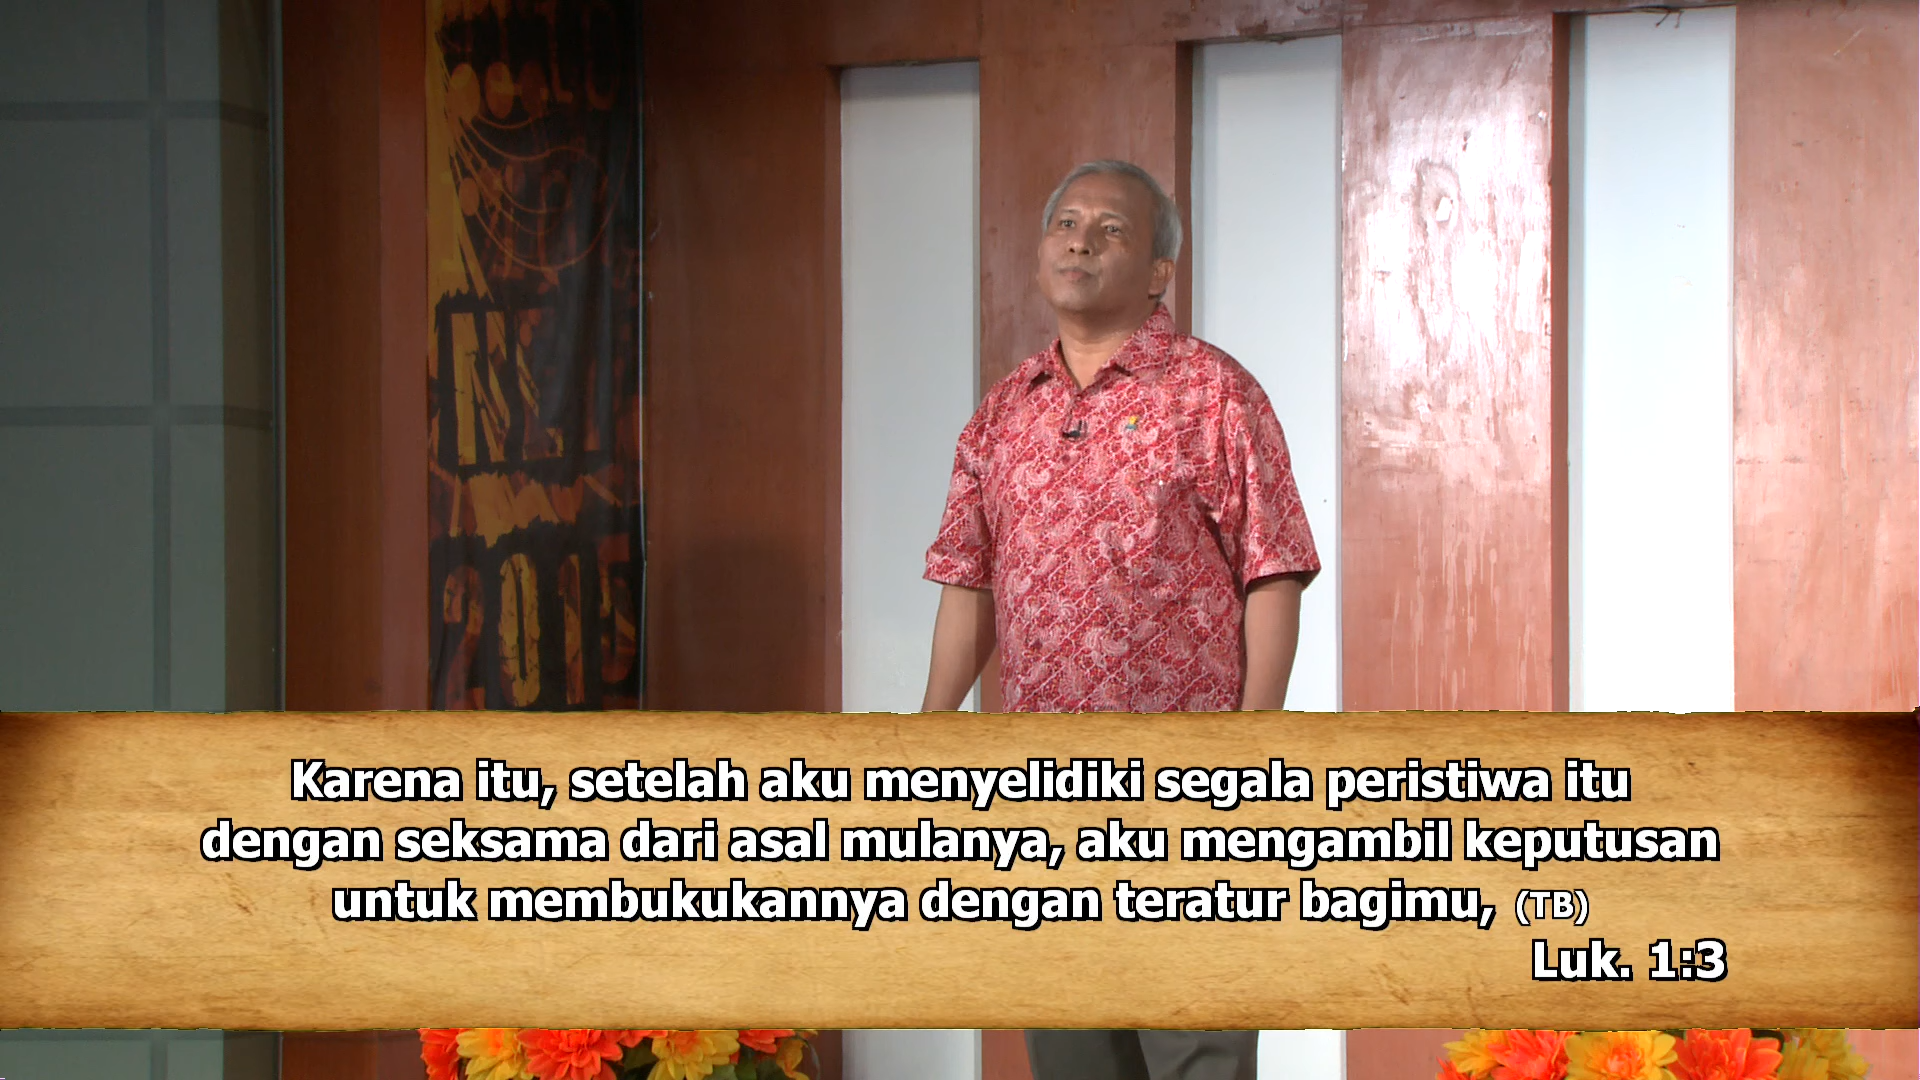 2015
Karena itu, setelah aku menyelidiki segala peristiwa itu
dengan seksama dari asal mulanya, aku mengambil keputusan
untuk membukukannya dengan teratur bagimu, (TB)
Luk. 1:3